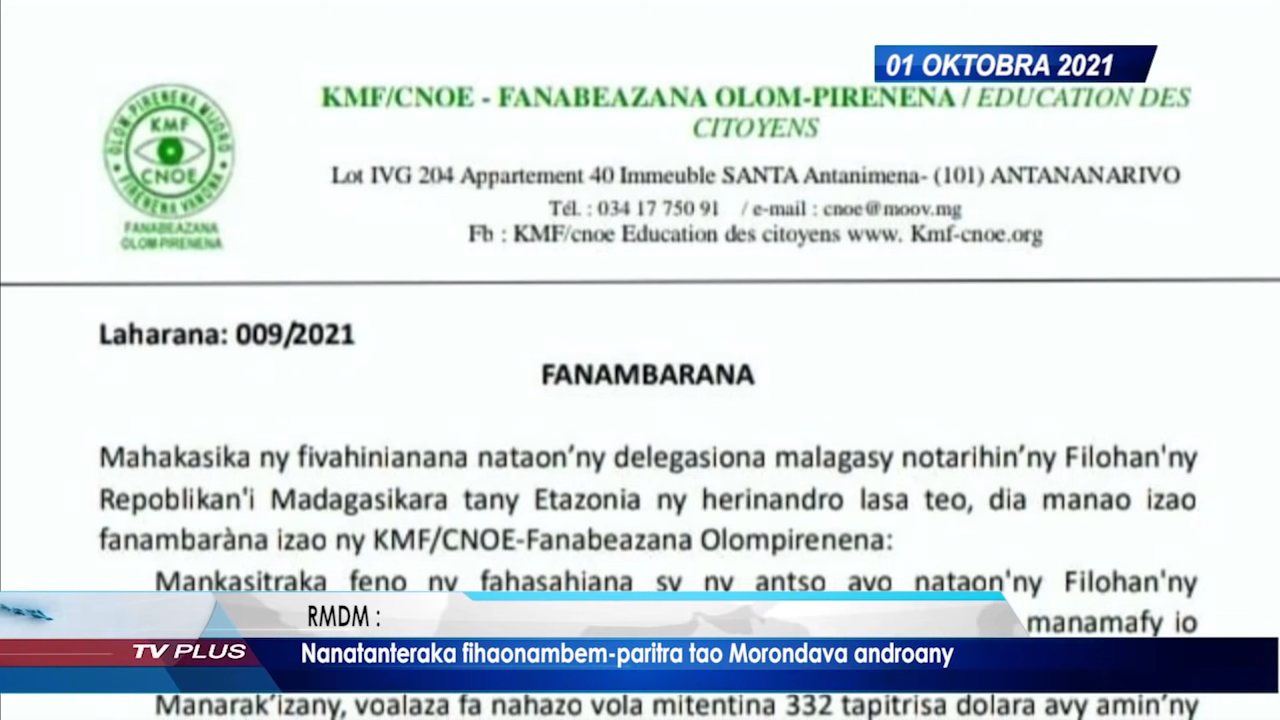 01 OKTOBRA 2021
KMF/CNOE - FANABEAZANA OLOM-PIRENENA / EDUCATION DES
CITOYENS
OLOM-PIRENENA MIJORO
KMF
CNOE
PIRENENA VANONA
FANABEAZANA
OLOM-PIRENENA
Lot IVG 204 Appartement 40 Immeuble SANTA Antanimena- (101) ANTANANARIVO
Tél. : 034 17 750 91 / e-mail : cnoe@moov.mg
Fb : KMF/cnoe Education des citoyens www. Kmf-cnoe.org
Laharana: 009/2021
FANAMBARANA
Mahakasika ny fivahinianana nataon’ny delegasiona malagasy notarihin’ny Filohan'ny
Repoblikan'i Madagasikara tany Etazonia ny herinandro lasa teo, dia manao izao
fanambaràna izao ny KMF/CNOE-Fanabeazana Olompirenena:
Mankasitraka feno ny fahasahiana sy ny antso avo nataon'ny Filohan'ny
manamafy io
RMDM :
TV PLUS
Nanatanteraka fihaonambem-paritra tao Morondava androany
Manarak’izany, voalaza fa nahazo vola mitentina 332 tapitrisa dolara avy amin’ny